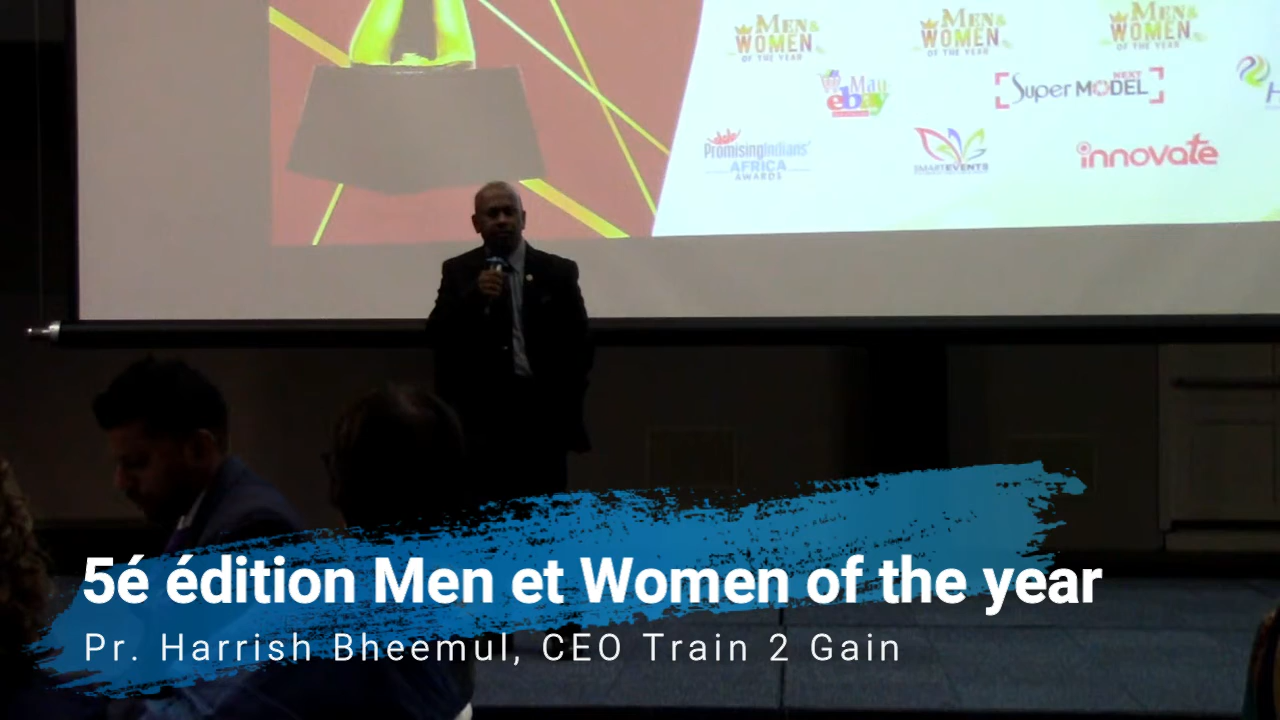 MEN& WOMEN OF THE YEAR
MEN& WOMEN OF THE YEAR
MEN& WOMEN OF THE YEAR
ebay
Super MODEL NEXT
PromisingIndians'
AFRICA
AWARDS
SMARTEVENTS
innovate
5é édition Men et Women of the year
Pr. Harrish Bheemul, CEO Train 2 Gain